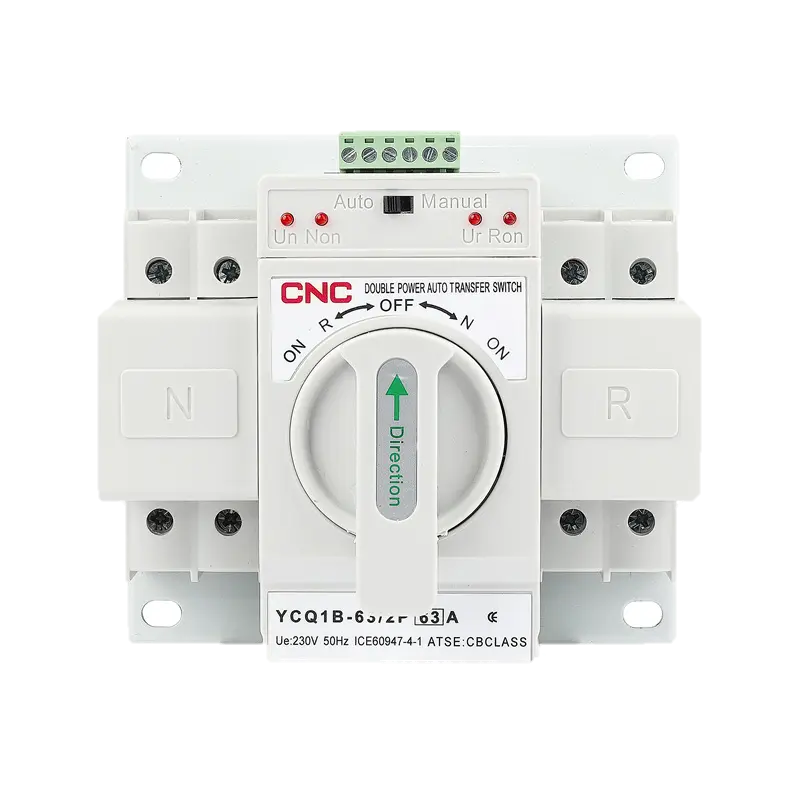 Auto Manual
Un Non Ur Ron
CNC DOUBLE POWER AUTO TRANSFER SWITCH
ON R OFF N ON
N
Direction
R
YCQ1B-63/2P 63 A CE
Ue:230V 50Hz ICE60947-4-1 ATSE:CBCLASS